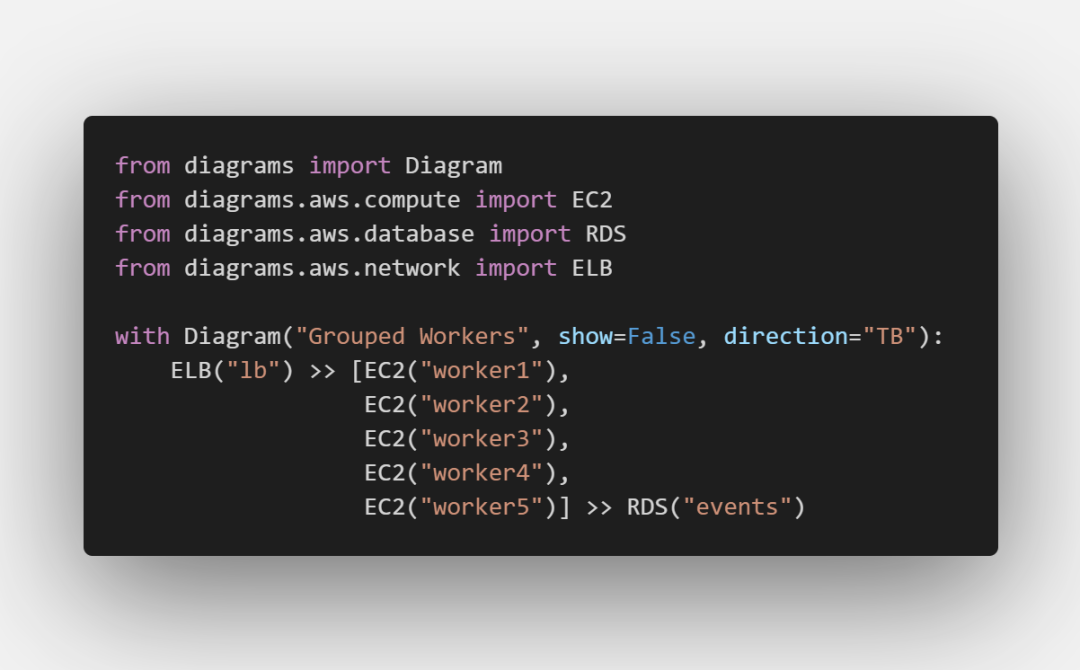 from diagrams import Diagram
from diagrams.aws.compute import EC2
from diagrams.aws.database import RDS
from diagrams.aws.network import ELB

with Diagram("Grouped Workers", show=False, direction="TB"):
    ELB("lb") >> [EC2("worker1"),
                  EC2("worker2"),
                  EC2("worker3"),
                  EC2("worker4"),
                  EC2("worker5")] >> RDS("events")